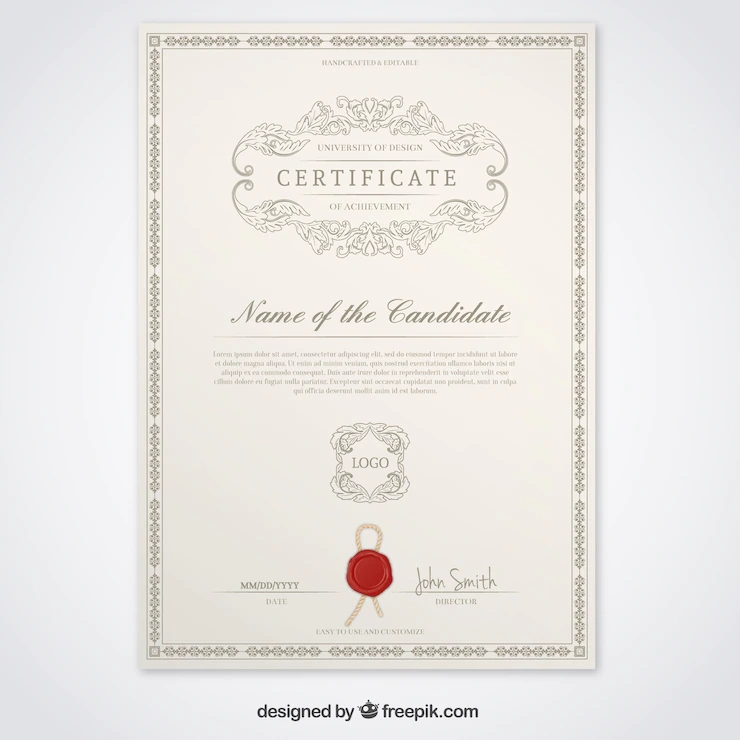 HANDCRAFTED & EDITABLE
UNIVERSITY OF DESIGN
CERTIFICATE
OF ACHIEVEMENT
Name of the Candidate
Lorem ipsum dolor sit amet, consectetur adipiscing elit, sed do eiusmod tempor incididunt ut labore
et dolore magna aliqua. Ut enim ad minim veniam, quis nostrud exercitation ullamco laboris nisi ut aliquip
ex ea commodo consequat. Duis aute irure dolor in reprehenderit in voluptate velit esse cillum
dolore eu fugiat nulla pariatur. Excepteur sint occaecat cupidatat non proident, sunt in culpa
qui officia deserunt mollit anim id est laborum.
LOGO
MM/DD/YYYY
DATE
John Smith
DIRECTOR
EASY TO USE AND CUSTOMIZE
designed by freepik.com